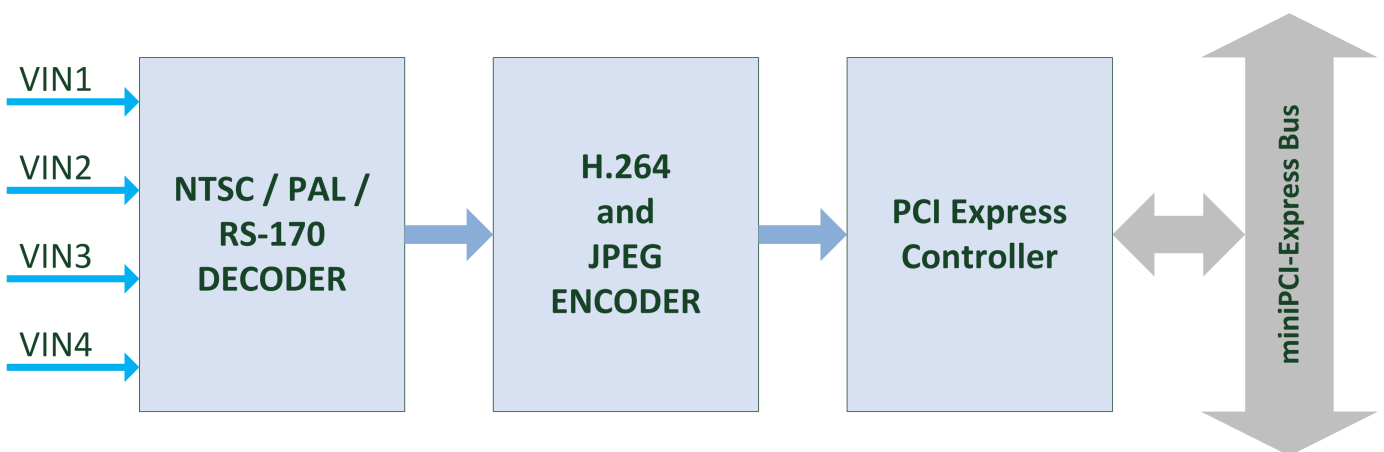 VIN1
VIN2
VIN3
VIN4
NTSC / PAL /
RS-170
DECODER
H.264
and
JPEG
ENCODER
PCI Express
Controller
miniPCI-Express Bus